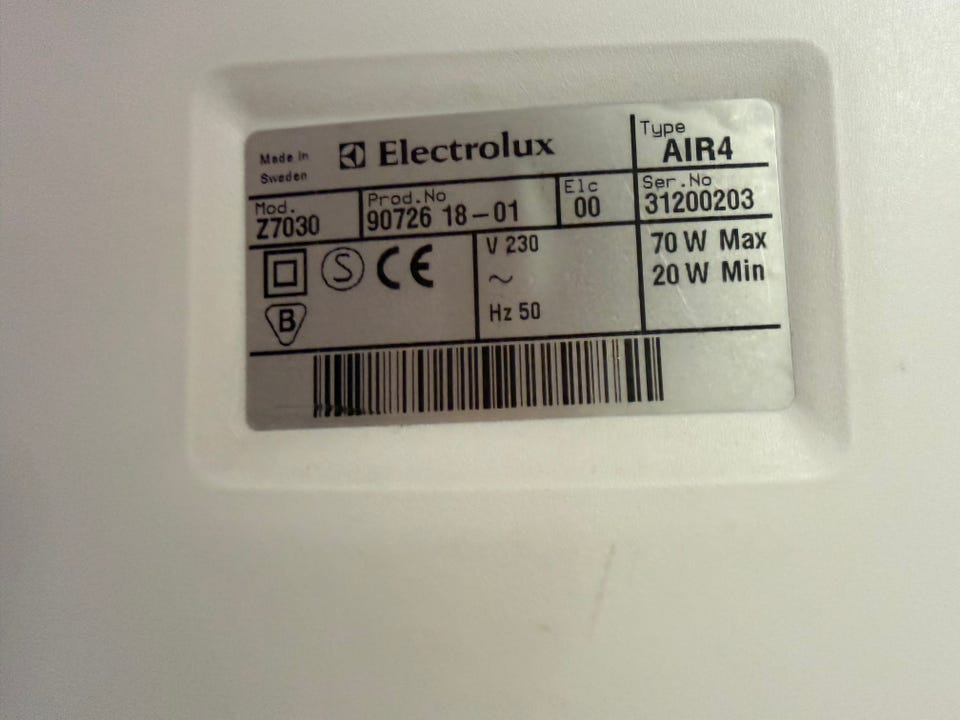 Made in
Sweden
Electrolux
Type
AIR4
Mod.
Z7030
Prod.No
90726 18-01
Elc
00
Ser.No
31200203
S
CE
B
V 230
~
Hz 50
70 W Max
20 W Min